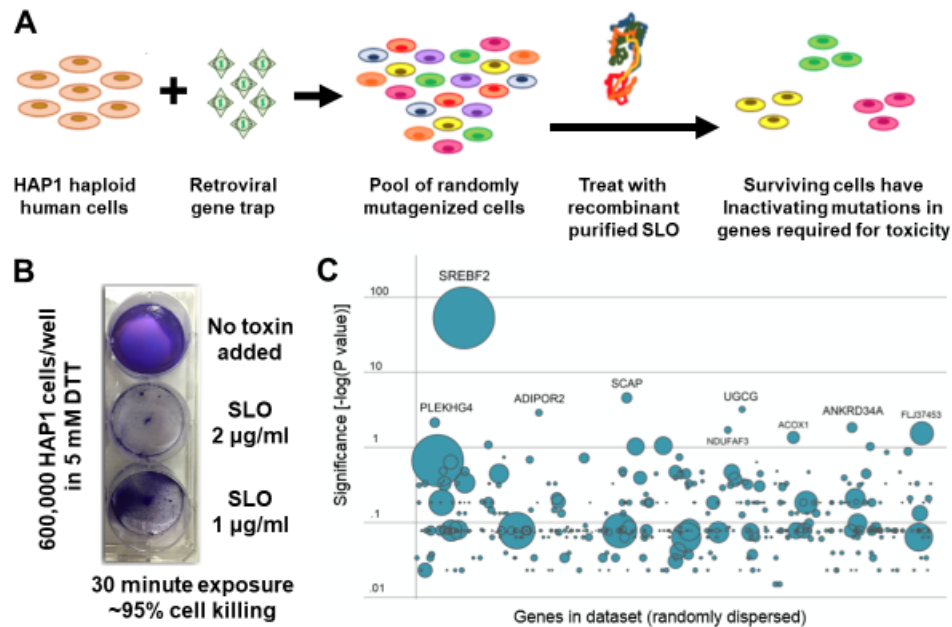 A
HAP1 haploid
human cells
Retroviral
gene trap
Pool of randomly
mutagenized cells
Treat with
recombinant
purified SLO
Surviving cells have
Inactivating mutations in
genes required for toxicity
B
600,000 HAP1 cells/well
in 5 mM DTT
No toxin
added
SLO
2 µg/ml
SLO
1 µg/ml
30 minute exposure
~95% cell killing
C
Significance [-log(P value)]
100
10
1
.1
.01
SREBF2
PLEKHG4
ADIPOR2
SCAP
UGCG
NDUFAF3
ACOX1
ANKRD34A
FLJ37453
Genes in dataset (randomly dispersed)